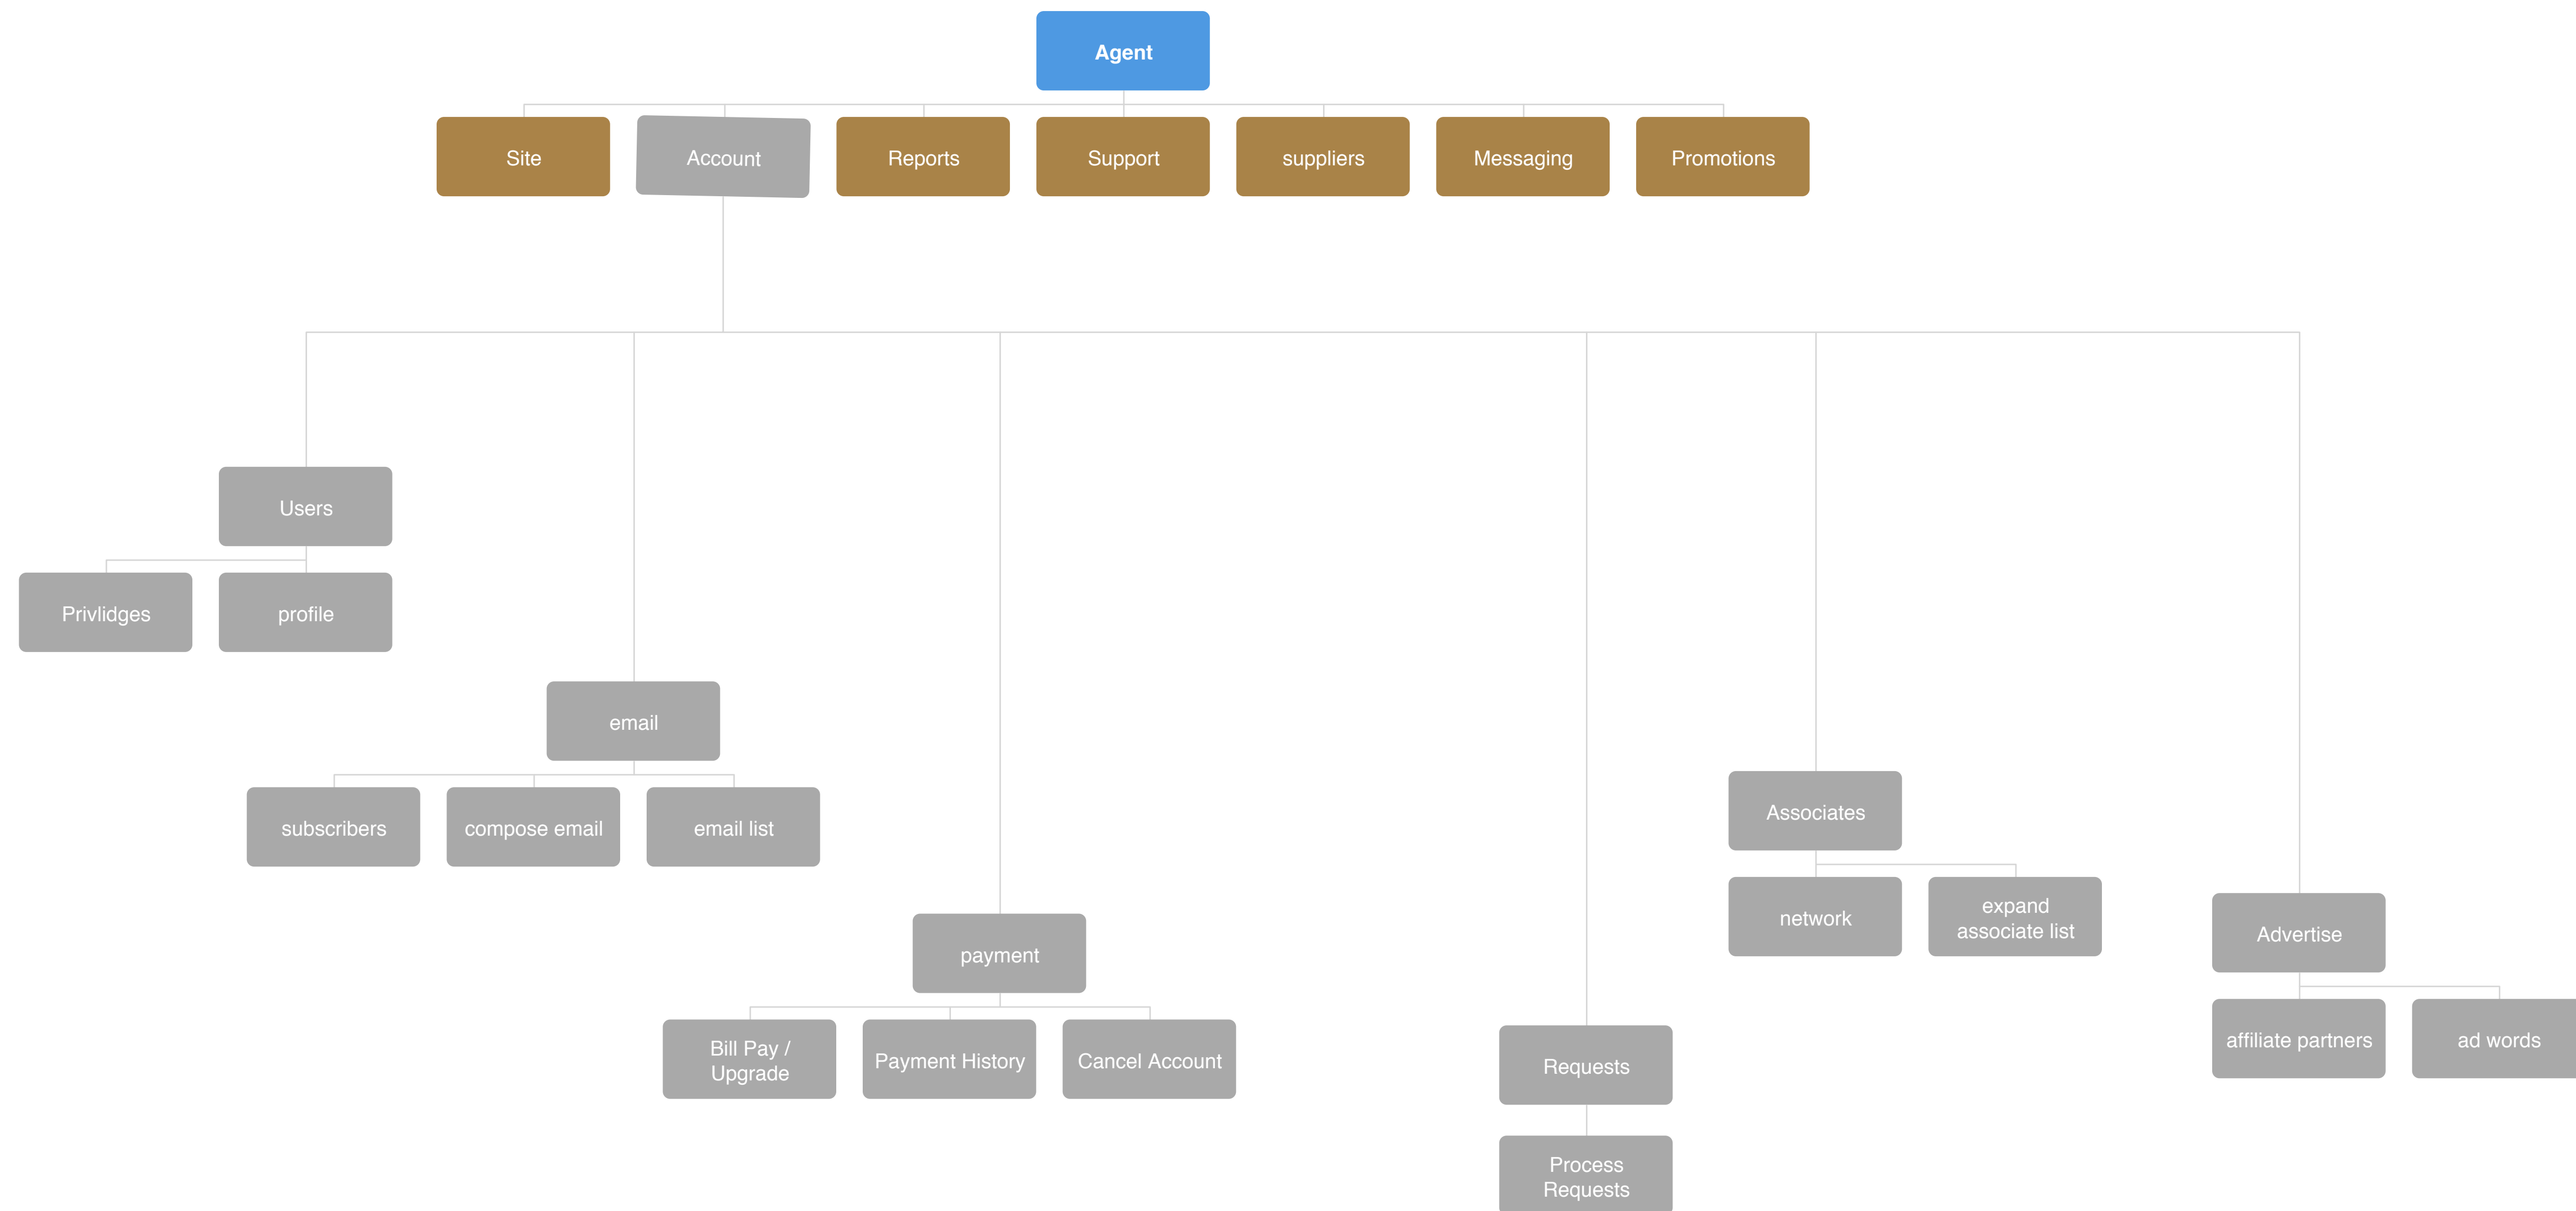 Agent
Site
Account
Reports
Support
suppliers
Messaging
Promotions
Users
Privlidges
profile
email
subscribers
compose email
email list
payment
Bill Pay /
Upgrade
Payment History
Cancel Account
Requests
Process
Requests
Associates
network
expand
associate list
Advertise
affiliate partners
ad words